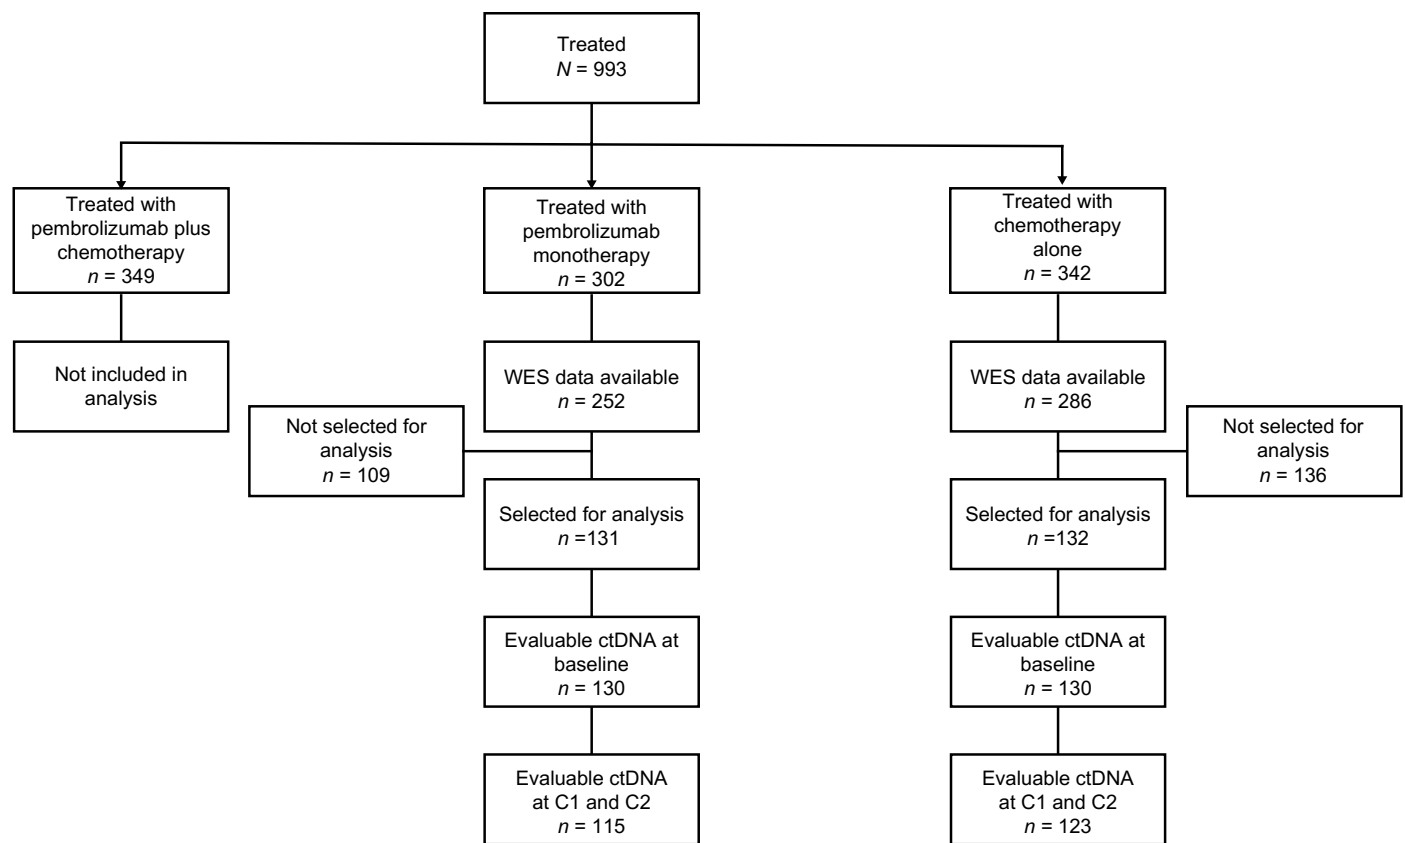 Treated
N = 993
Treated with
pembrolizumab plus
chemotherapy
n = 349
Treated with
pembrolizumab
monotherapy
n = 302
Treated with
chemotherapy
alone
n = 342
Not included in
analysis
WES data available
n = 252
WES data available
n = 286
Not selected for
analysis
n = 109
Not selected for
analysis
n = 136
Selected for analysis
n =131
Selected for analysis
n =132
Evaluable ctDNA at
baseline
n = 130
Evaluable ctDNA at
baseline
n = 130
Evaluable ctDNA
at C1 and C2
n = 115
Evaluable ctDNA
at C1 and C2
n = 123